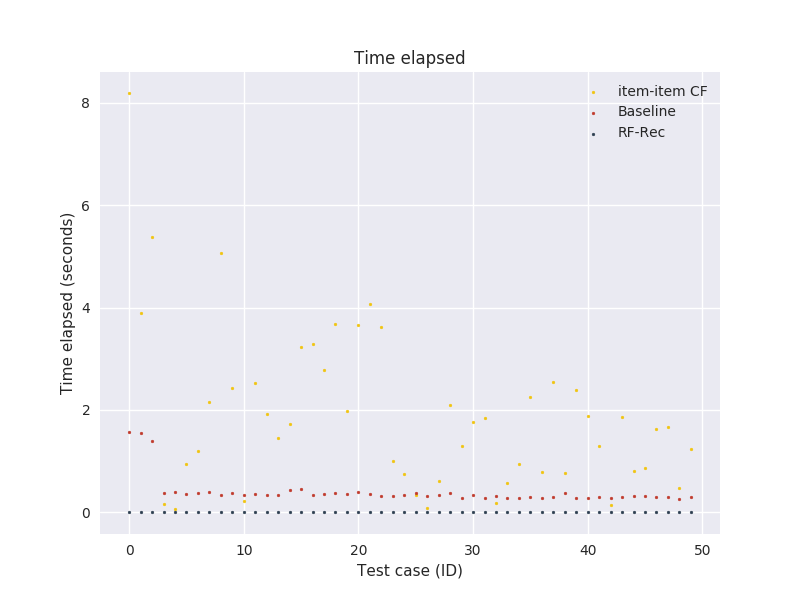 Time elapsed
item-item CF
Baseline
RF-Rec
8
6
4
2
0
Time elapsed (seconds)
0 10 20 30 40 50
Test case (ID)